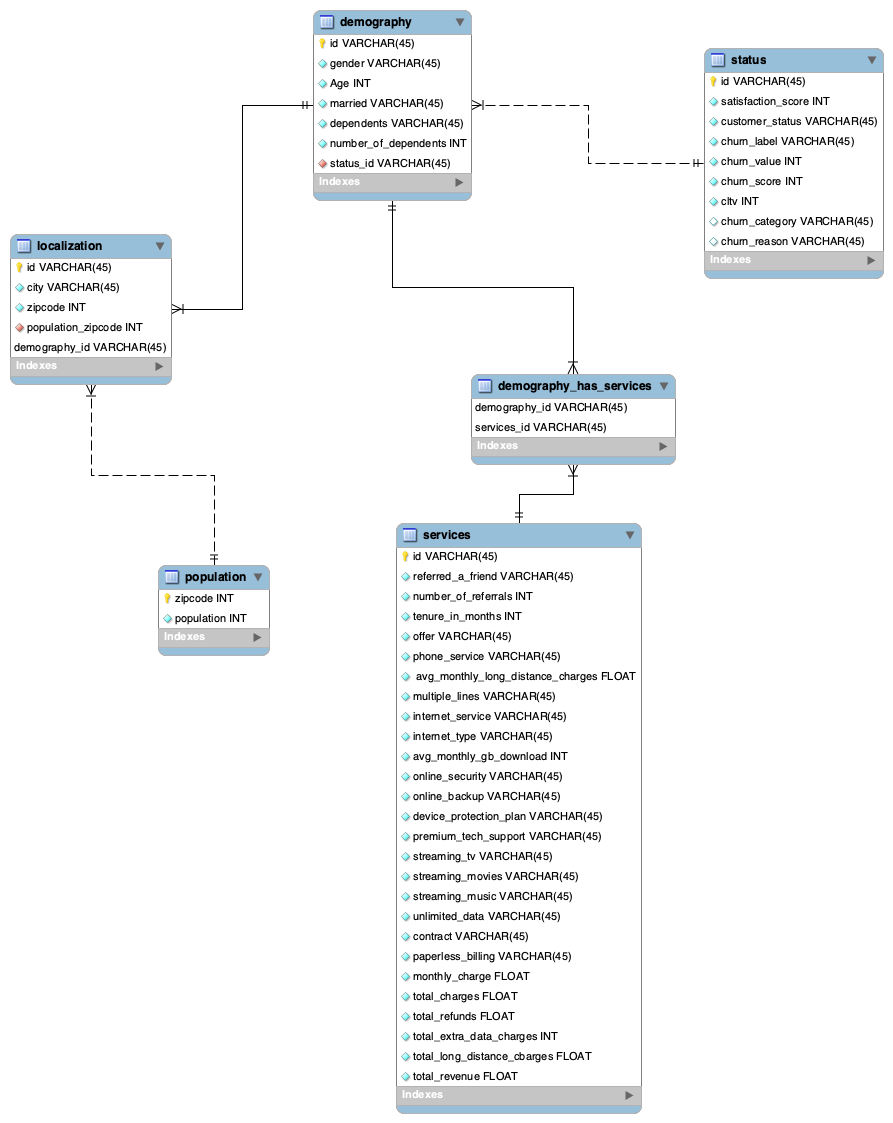 demography
id VARCHAR(45)
gender VARCHAR(45)
Age INT
married VARCHAR(45)
dependents VARCHAR(45)
number_of_dependents INT
status_id VARCHAR(45)
Indexes
status
id VARCHAR(45)
satisfaction_score INT
customer_status VARCHAR(45)
churn_label VARCHAR(45)
churn_value INT
churn_score INT
cltv INT
churn_category VARCHAR(45)
churn_reason VARCHAR(45)
Indexes
localization
id VARCHAR(45)
city VARCHAR(45)
zipcode INT
population_zipcode INT
demography_id VARCHAR(45)
Indexes
demography_has_services
demography_id VARCHAR(45)
services_id VARCHAR(45)
Indexes
population
zipcode INT
population INT
Indexes
services
id VARCHAR(45)
referred_a_friend VARCHAR(45)
number_of_referrals INT
tenure_in_months INT
offer VARCHAR(45)
phone_service VARCHAR(45)
avg_monthly_long_distance_charges FLOAT
multiple_lines VARCHAR(45)
internet_service VARCHAR(45)
internet_type VARCHAR(45)
avg_monthly_gb_download INT
online_security VARCHAR(45)
online_backup VARCHAR(45)
device_protection_plan VARCHAR(45)
premium_tech_support VARCHAR(45)
streaming_tv VARCHAR(45)
streaming_movies VARCHAR(45)
streaming_music VARCHAR(45)
unlimited_data VARCHAR(45)
contract VARCHAR(45)
paperless_billing VARCHAR(45)
monthly_charge FLOAT
total_charges FLOAT
total_refunds FLOAT
total_extra_data_charges INT
total_long_distance_cbarges FLOAT
total_revenue FLOAT
Indexes